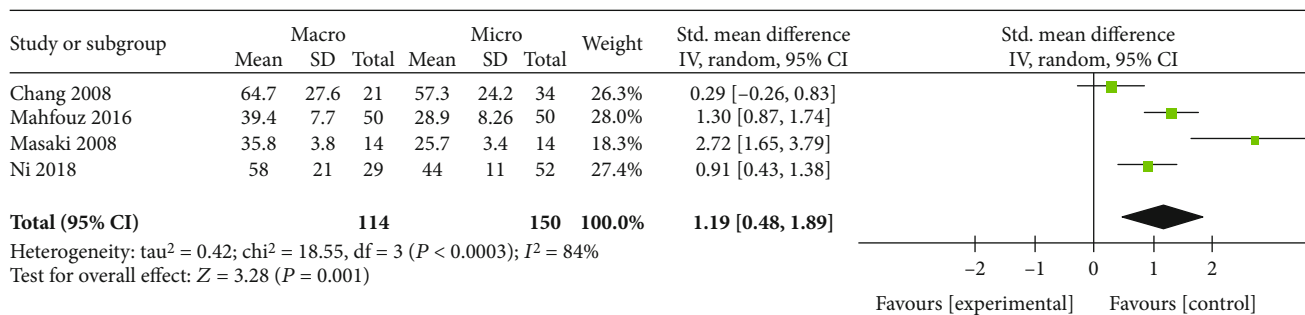 Study or subgroup Macro Micro Weight Std. mean difference Std. mean difference
Mean SD Total Mean SD Total IV, random, 95% CI IV, random, 95% CI
Chang 2008 64.7 27.6 21 57.3 24.2 34 26.3% 0.29 [−0.26, 0.83]
Mahfouz 2016 39.4 7.7 50 28.9 8.26 50 28.0% 1.30 [0.87, 1.74]
Masaki 2008 35.8 3.8 14 25.7 3.4 14 18.3% 2.72 [1.65, 3.79]
Ni 2018 58 21 29 44 11 52 27.4% 0.91 [0.43, 1.38]
Total (95% CI) 114 150 100.0% 1.19 [0.48, 1.89]
Heterogeneity: tau² = 0.42; chi² = 18.55, df = 3 (P < 0.0003); I² = 84%
Test for overall effect: Z = 3.28 (P = 0.001)
−2 −1 0 1 2
Favours [experimental] Favours [control]